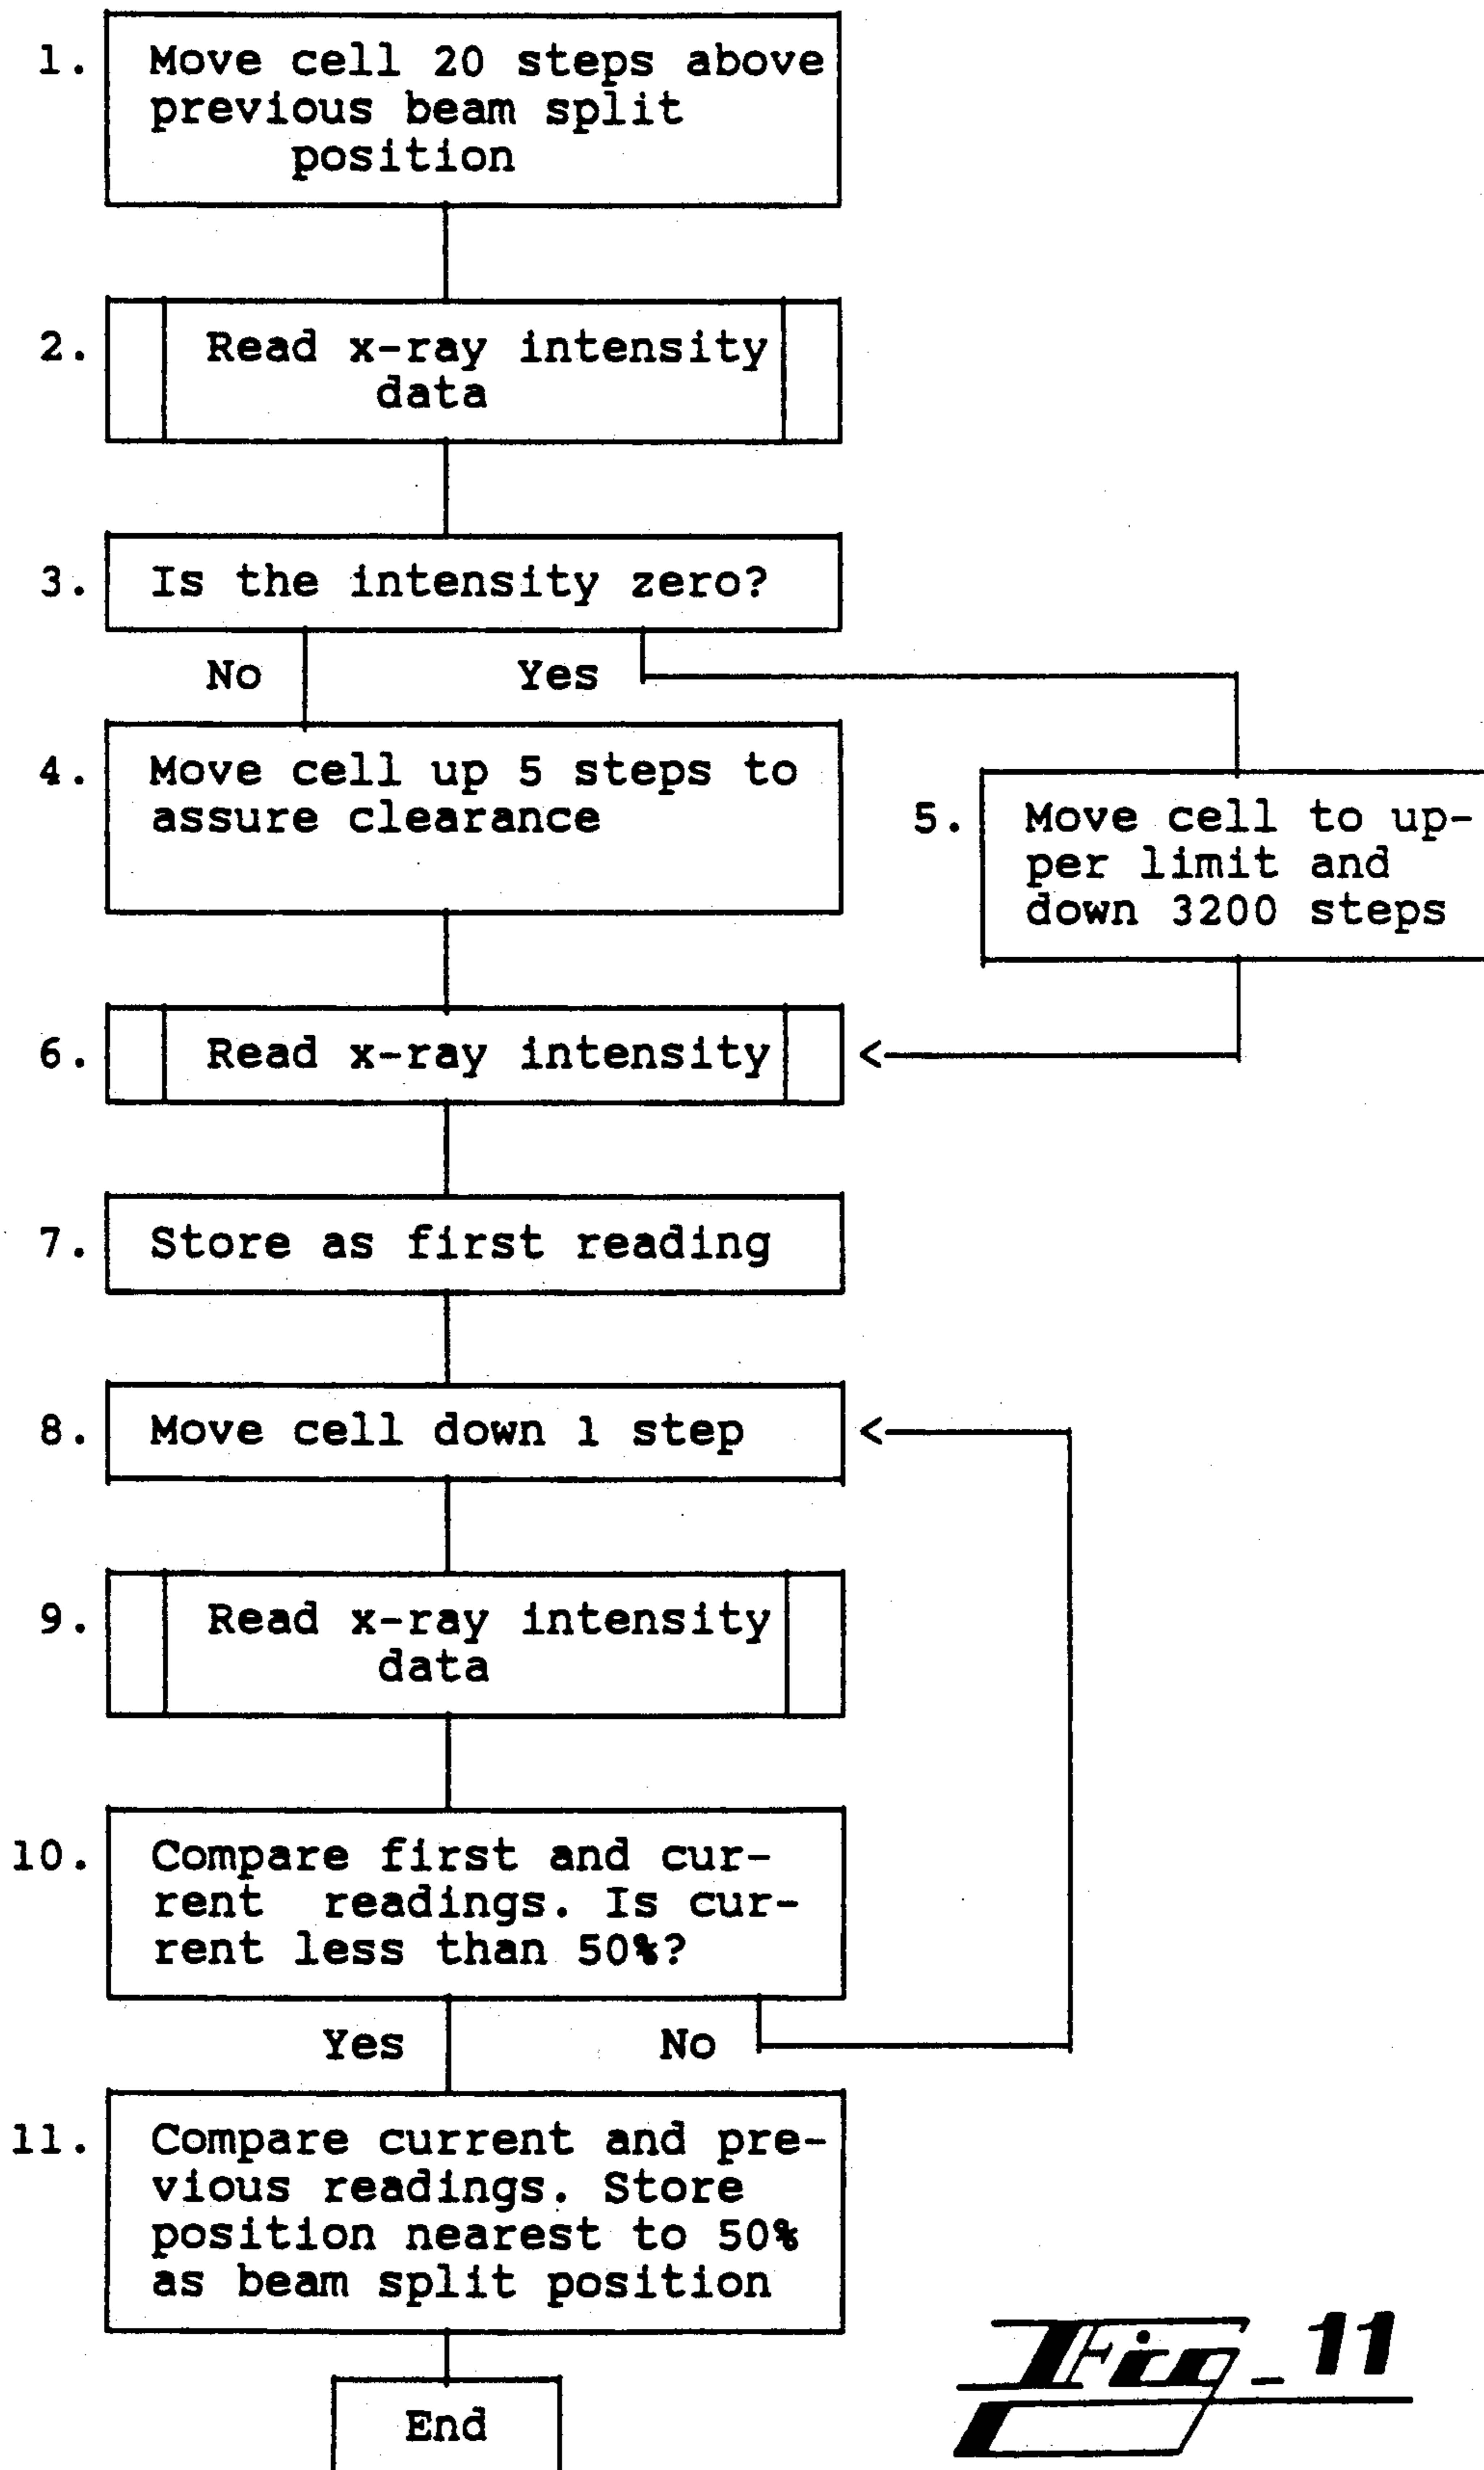 1. Move cell 20 steps above
previous beam split
position
2. Read x-ray intensity
data
3. Is the intensity zero?
No Yes
4. Move cell up 5 steps to
assure clearance
5. Move cell to up-
per limit and
down 3200 steps
6. Read x-ray intensity <
7. Store as first reading
8. Move cell down 1 step <
9. Read x-ray intensity
data
10. Compare first and cur-
rent readings. Is cur-
rent less than 50%?
Yes No
11. Compare current and pre-
vious readings. Store
position nearest to 50%
as beam split position
End
Fig_11